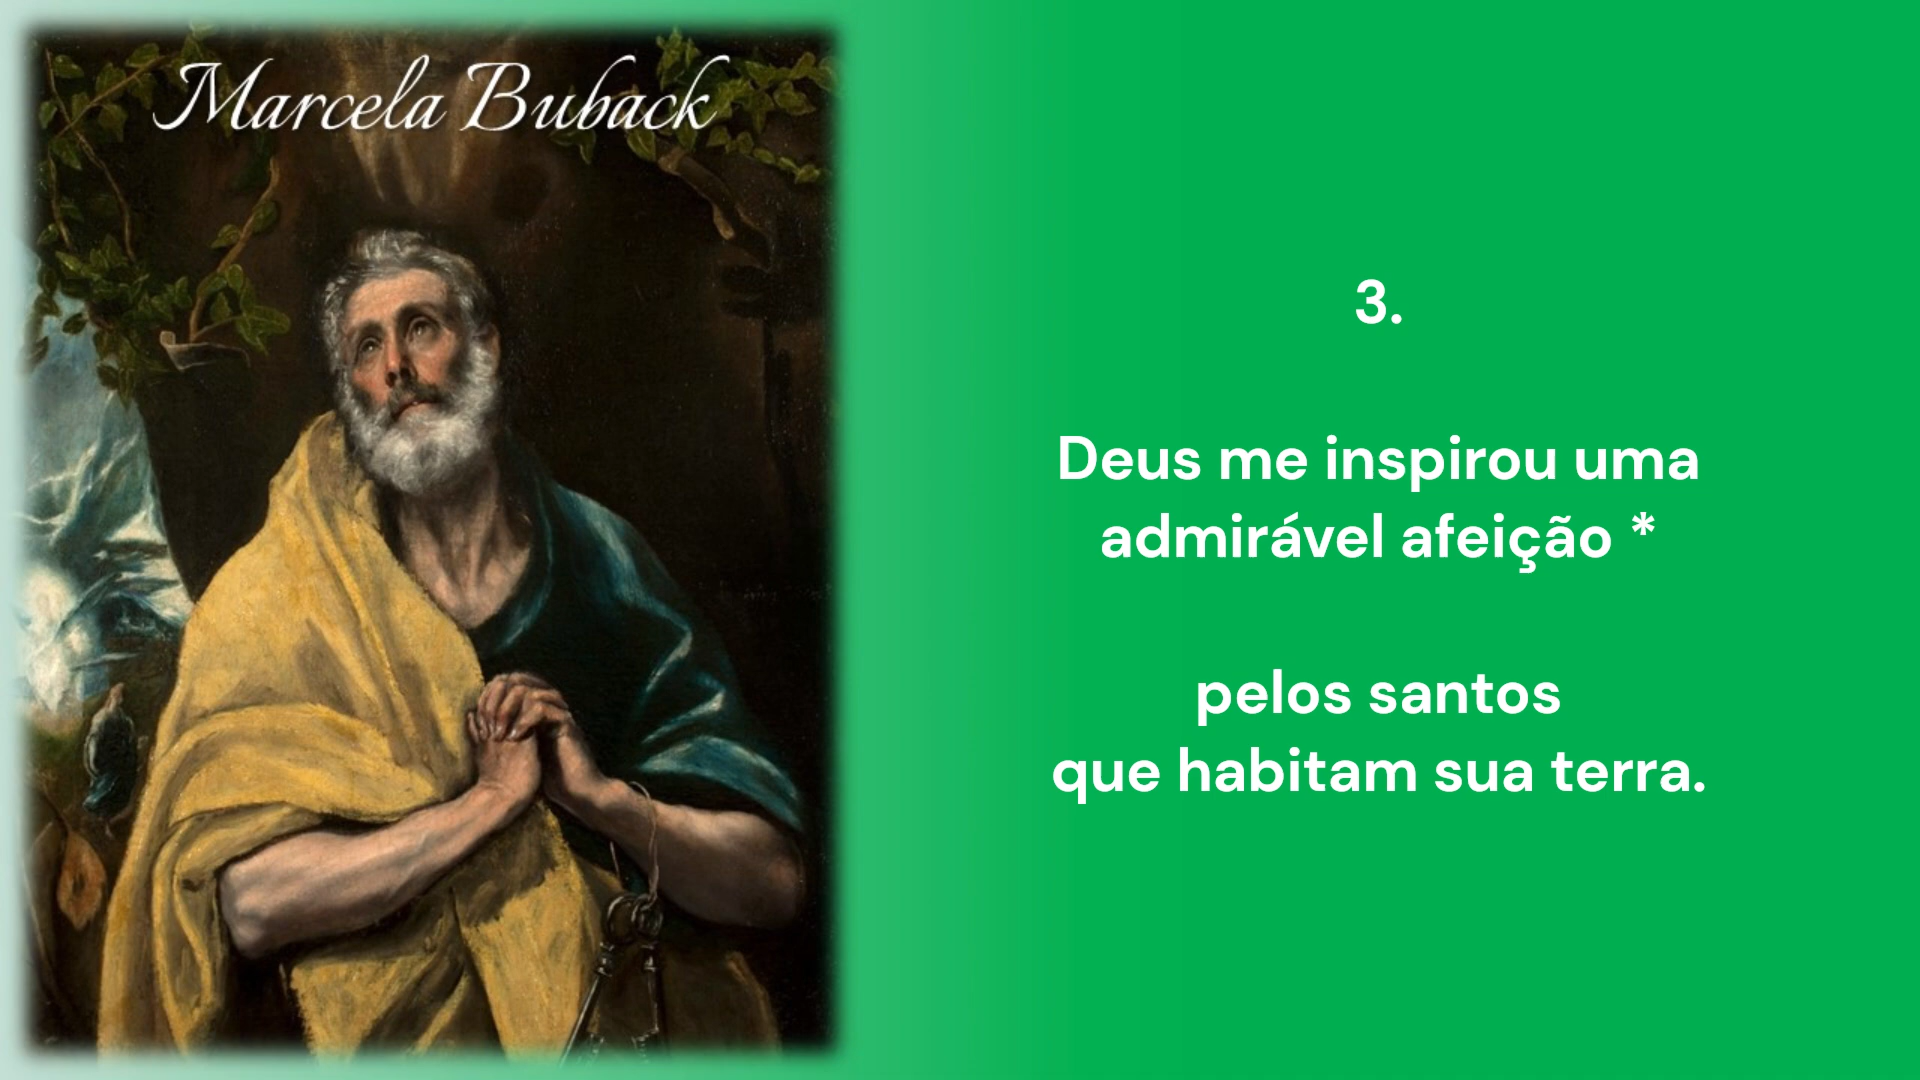 Marcela Buback
3.
Deus me inspirou uma
admirável afeição *
pelos santos
que habitam sua terra.